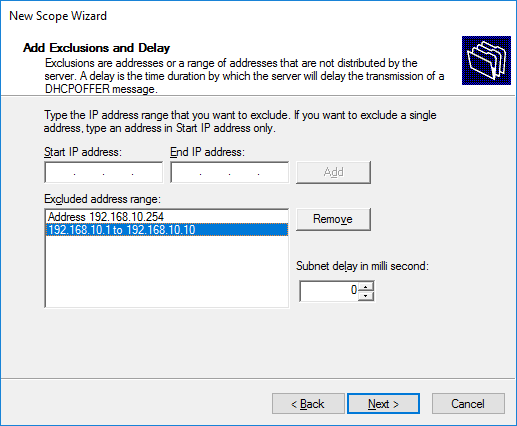 New Scope Wizard
Add Exclusions and Delay
Exclusions are addresses or a range of addresses that are not distributed by the
server. A delay is the time duration by which the server will delay the transmission of a
DHCPOFFER message.
Type the IP address range that you want to exclude. If you want to exclude a single
address, type an address in Start IP address only.
Start IP address:
End IP address:
Add
Excluded address range:
Address 192.168.10.254
192.168.10.1 to 192.168.10.10
Remove
Subnet delay in milli second:
0
< Back
Next >
Cancel